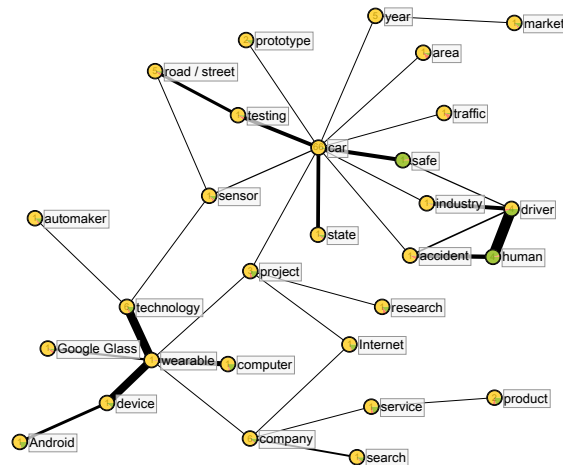 year
market
prototype
area
road / street
testing
traffic
car
safe
sensor
industry
driver
automaker
state
accident
human
project
technology
research
Internet
Google Glass
wearable
computer
device
service
product
Android
company
search